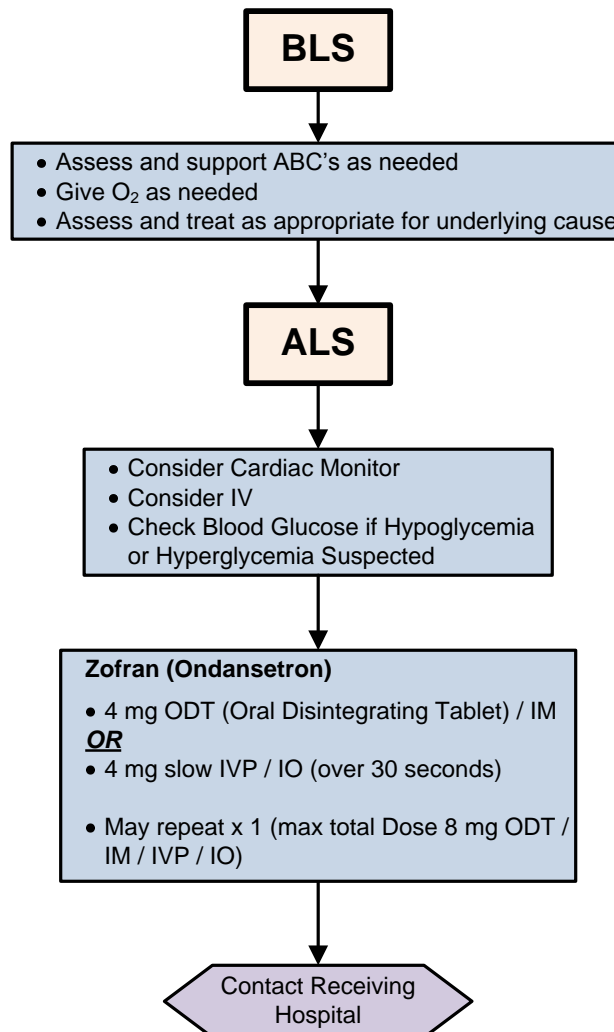 BLS
• Assess and support ABC's as needed
• Give O₂ as needed
• Assess and treat as appropriate for underlying cause
ALS
• Consider Cardiac Monitor
• Consider IV
• Check Blood Glucose if Hypoglycemia
or Hyperglycemia Suspected
Zofran (Ondansetron)
• 4 mg ODT (Oral Disintegrating Tablet) / IM
OR
• 4 mg slow IVP / IO (over 30 seconds)
• May repeat x 1 (max total Dose 8 mg ODT /
IM / IVP / IO)
Contact Receiving
Hospital